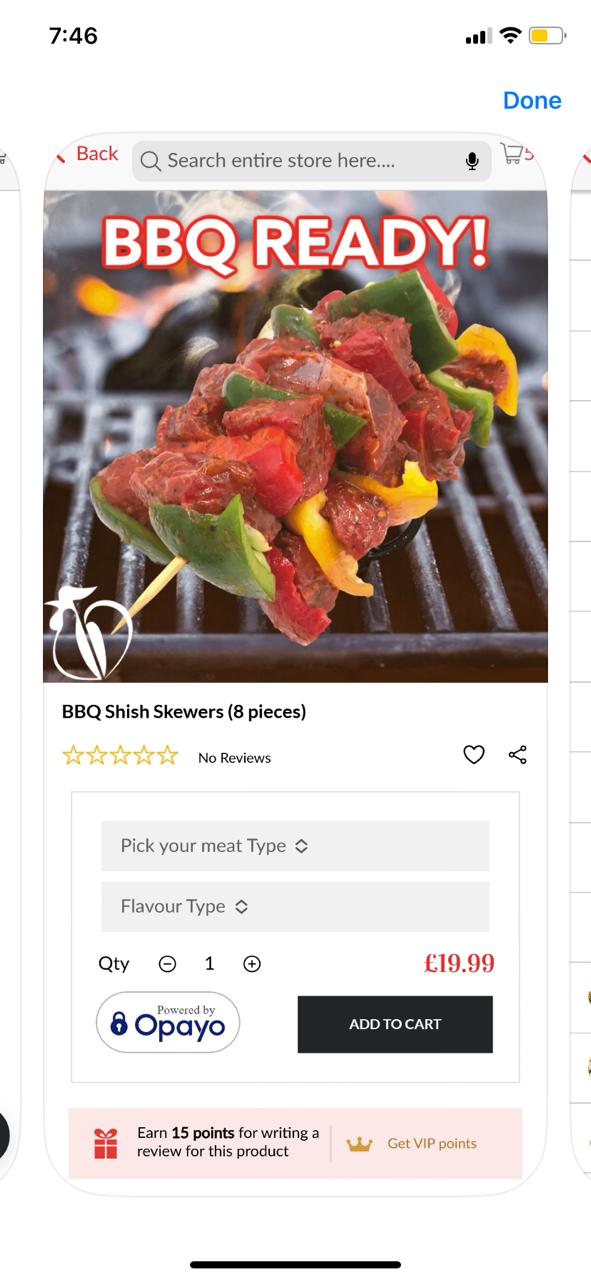 7:46
Done
Back
Search entire store here....
5
BBQ READY!
BBQ Shish Skewers (8 pieces)
No Reviews
Pick your meat Type
Flavour Type
Qty
1
£19.99
Powered by
Opayo
ADD TO CART
Earn 15 points for writing a
review for this product
Get VIP points